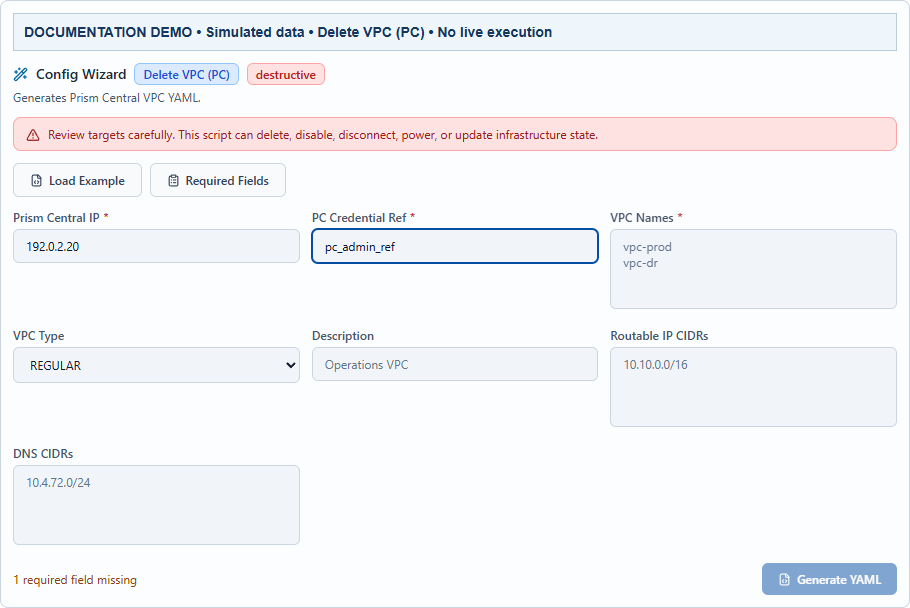 DOCUMENTATION DEMO • Simulated data • Delete VPC (PC) • No live execution
Config Wizard Delete VPC (PC) destructive
Generates Prism Central VPC YAML.
Review targets carefully. This script can delete, disable, disconnect, power, or update infrastructure state.
Load Example Required Fields
Prism Central IP * PC Credential Ref * VPC Names *
192.0.2.20 pc_admin_ref vpc-prod
vpc-dr
VPC Type Description Routable IP CIDRs
REGULAR Operations VPC 10.10.0.0/16
DNS CIDRs
10.4.72.0/24
1 required field missing Generate YAML